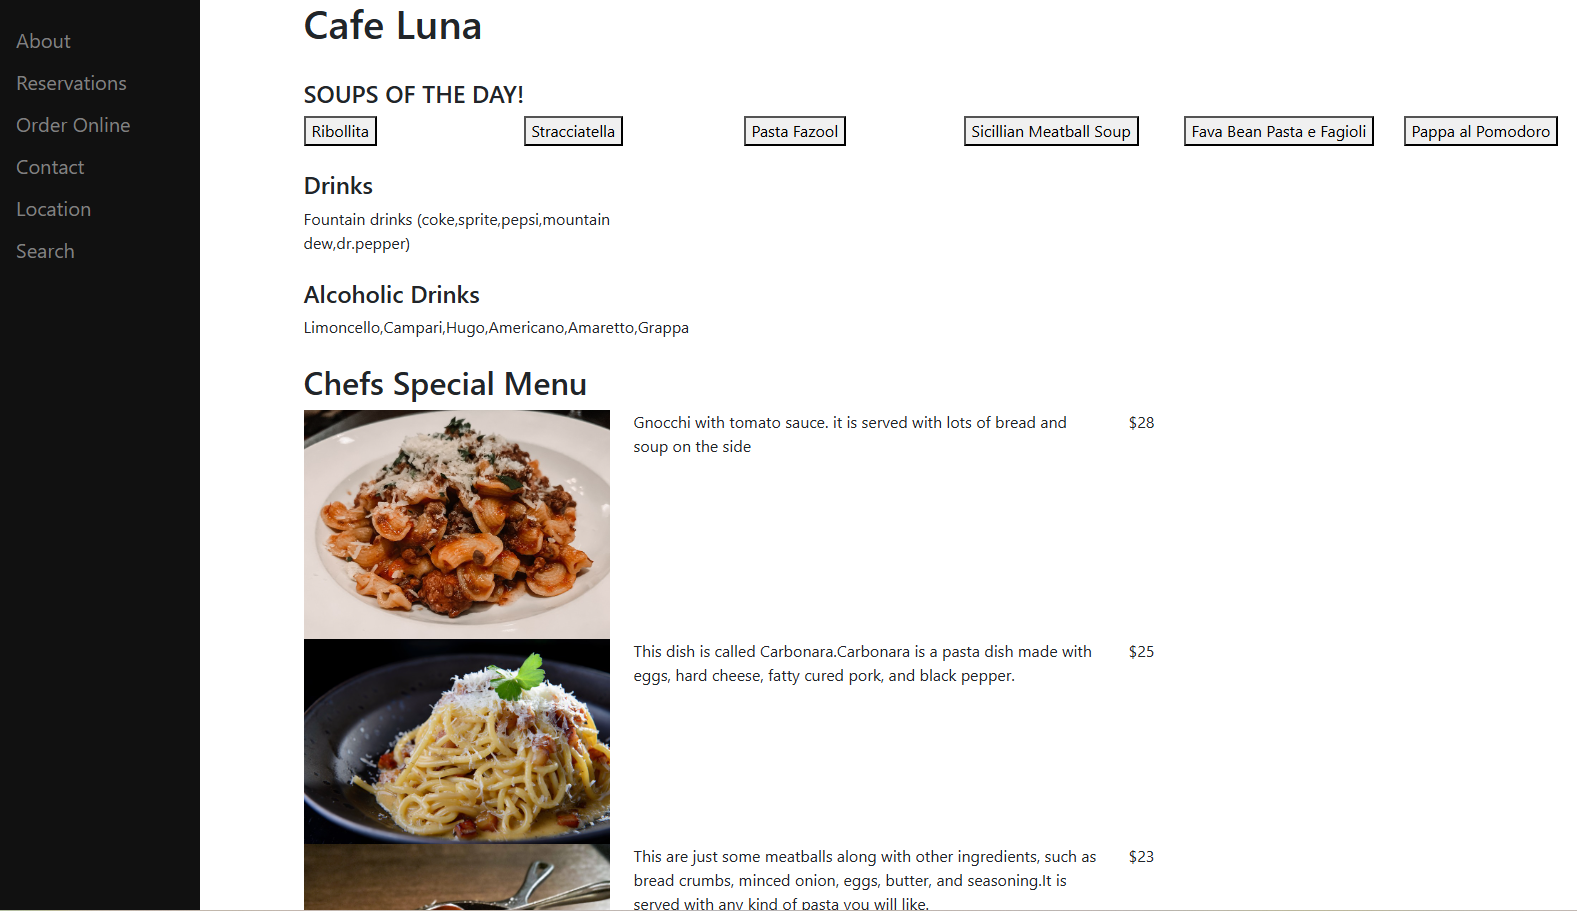 About
Reservations
Order Online
Contact
Location
Search
Cafe Luna
SOUPS OF THE DAY!
Ribollita
Stracciatella
Pasta Fazool
Sicillian Meatball Soup
Fava Bean Pasta e Fagioli
Pappa al Pomodoro
Drinks
Fountain drinks (coke,sprite,pepsi,mountain
dew,dr.pepper)
Alcoholic Drinks
Limoncello,Campari,Hugo,Americano,Amaretto,Grappa
Chefs Special Menu
Gnocchi with tomato sauce. it is served with lots of bread and
soup on the side
$28
This dish is called Carbonara.Carbonara is a pasta dish made with
eggs, hard cheese, fatty cured pork, and black pepper.
$25
This are just some meatballs along with other ingredients, such as
bread crumbs, minced onion, eggs, butter, and seasoning.It is
served with any kind of pasta you will like.
$23